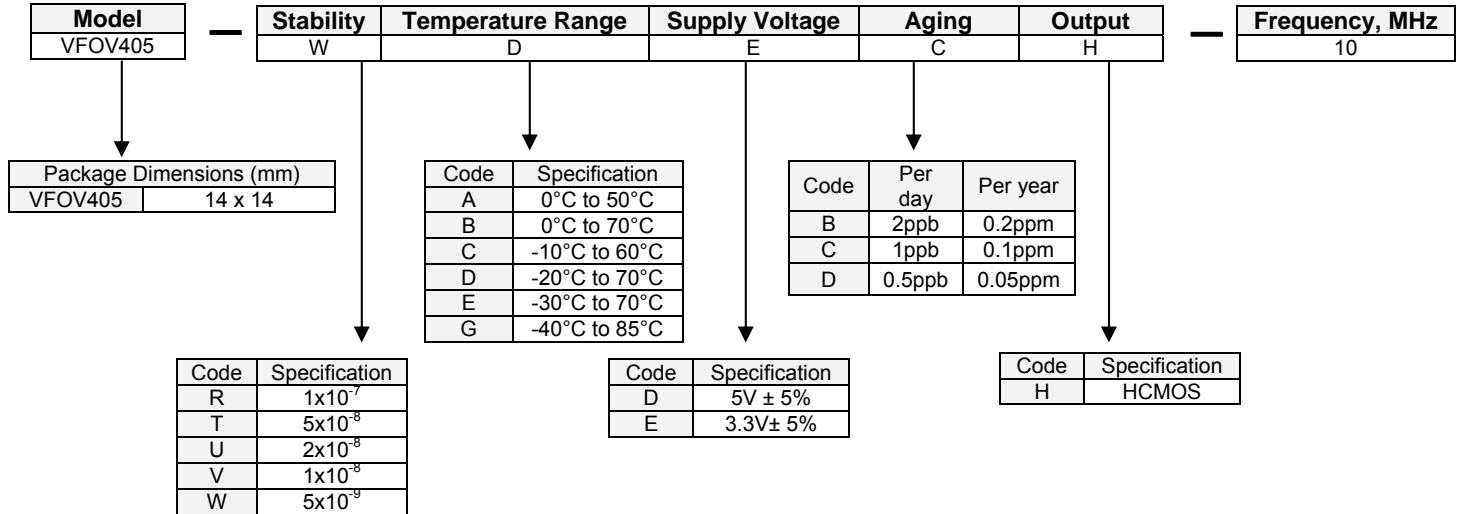 Model — Stability Temperature Range Supply Voltage Aging Output — Frequency, MHz
VFOV405 W D E C H 10
Package Dimensions (mm)
VFOV405 14 x 14
Code Specification
A 0°C to 50°C
B 0°C to 70°C
C -10°C to 60°C
D -20°C to 70°C
E -30°C to 70°C
G -40°C to 85°C
Code Per day Per year
B 2ppb 0.2ppm
C 1ppb 0.1ppm
D 0.5ppb 0.05ppm
Code Specification
R 1x10⁻⁷
T 5x10⁻⁸
U 2x10⁻⁸
V 1x10⁻⁸
W 5x10⁻⁹
Code Specification
D 5V ± 5%
E 3.3V± 5%
Code Specification
H HCMOS